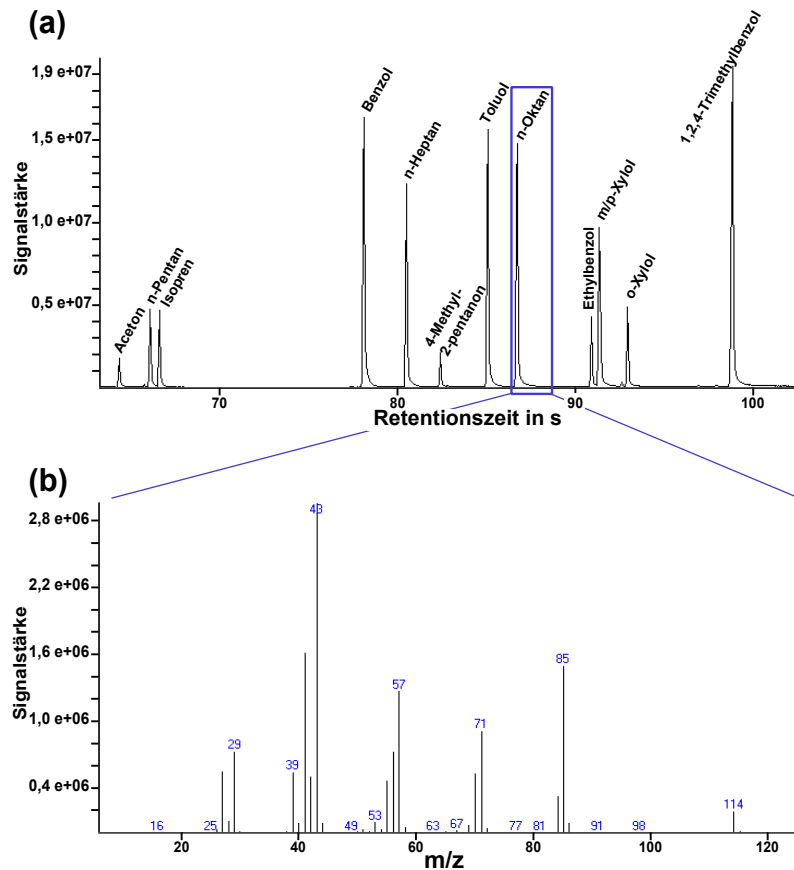 (a)
Signalstärke
1,9 e+07
1,5 e+07
1,0 e+07
0,5 e+07
Aceton
n-Pentan
Isopren
Benzol
n-Heptan
4-Methyl-
2-pentanon
Toluol
n-Oktan
Ethylbenzol
m/p-Xylol
o-Xylol
1,2,4-Trimethylbenzol
70
80
90
100
Retentionszeit in s
(b)
Signalstärke
2,8 e+06
2,2 e+06
1,6 e+06
1,0 e+06
0,4 e+06
16
25
29
39
43
49
53
57
63
67
71
77
81
85
91
98
114
20
40
60
80
100
120
m/z